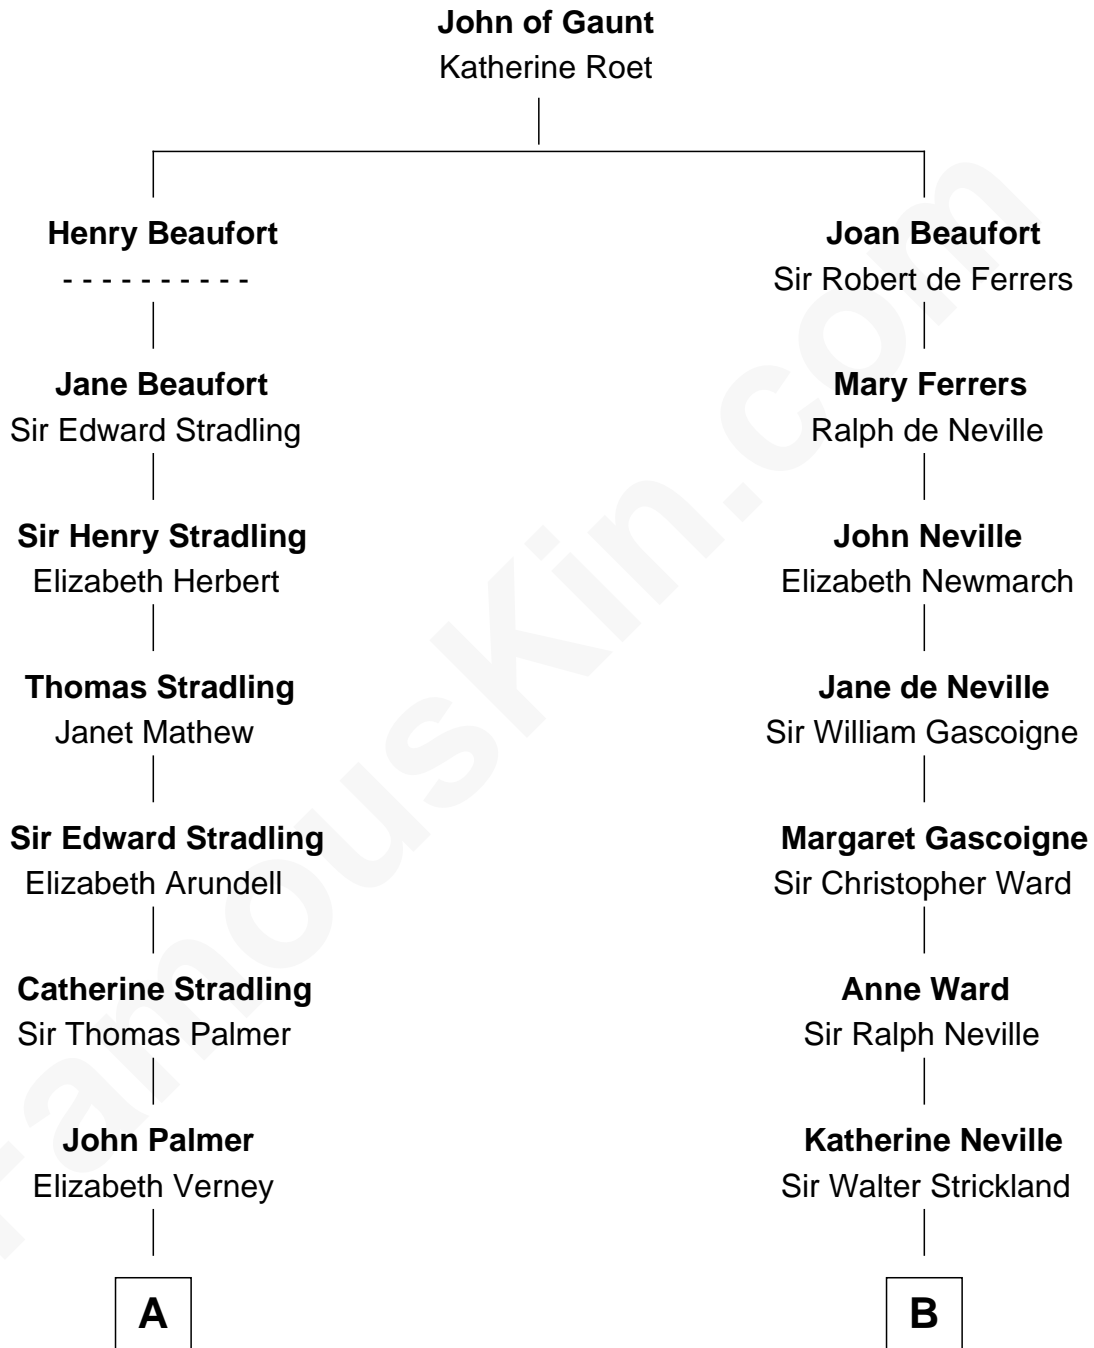 John of Gaunt
Katherine Roet
Henry Beaufort
- - - - - - - - - -
Jane Beaufort
Sir Edward Stradling
Sir Henry Stradling
Elizabeth Herbert
Thomas Stradling
Janet Mathew
Sir Edward Stradling
Elizabeth Arundell
Catherine Stradling
Sir Thomas Palmer
John Palmer
Elizabeth Verney
A
Joan Beaufort
Sir Robert de Ferrers
Mary Ferrers
Ralph de Neville
John Neville
Elizabeth Newmarch
Jane de Neville
Sir William Gascoigne
Margaret Gascoigne
Sir Christopher Ward
Anne Ward
Sir Ralph Neville
Katherine Neville
Sir Walter Strickland
B
FamousKin.com